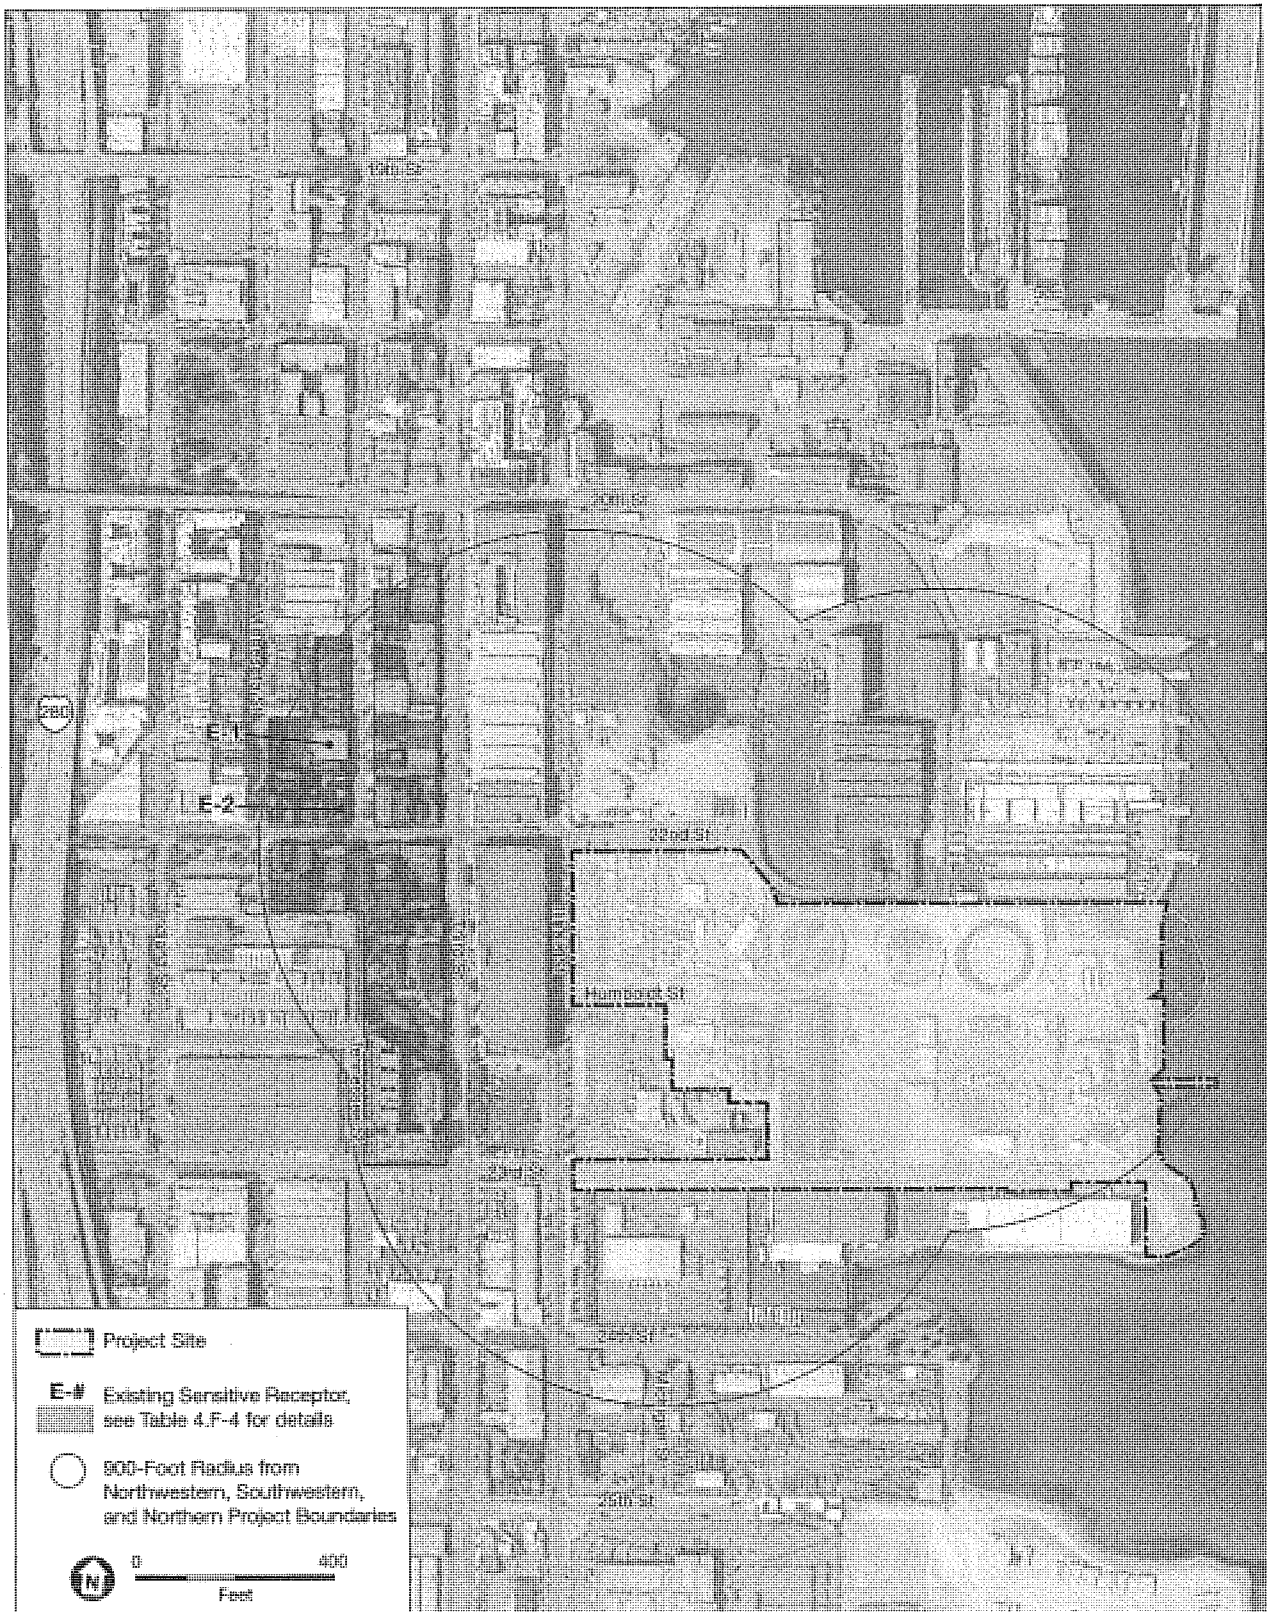 19th St
20th St
280
E-1
E-2
22nd St
Humboldt St
23rd St
24th St
25th St
Project Site
E-# Existing Sensitive Receptor,
see Table 4.F-4 for details
900-Foot Radius from
Northwestern, Southwestern,
and Northern Project Boundaries
N
0 400
Feet